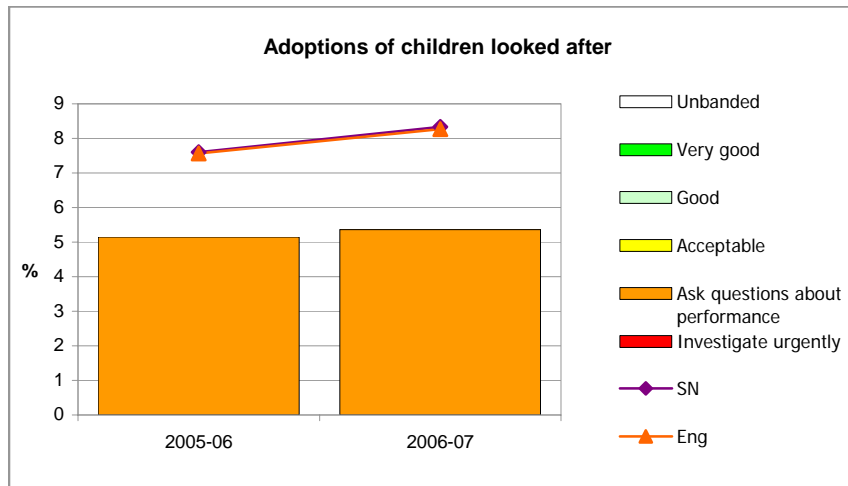 Adoptions of children looked after
9
8
7
6
5
4
3
2
1
0
%
2005-06
2006-07
Unbanded
Very good
Good
Acceptable
Ask questions about
performance
Investigate urgently
SN
Eng